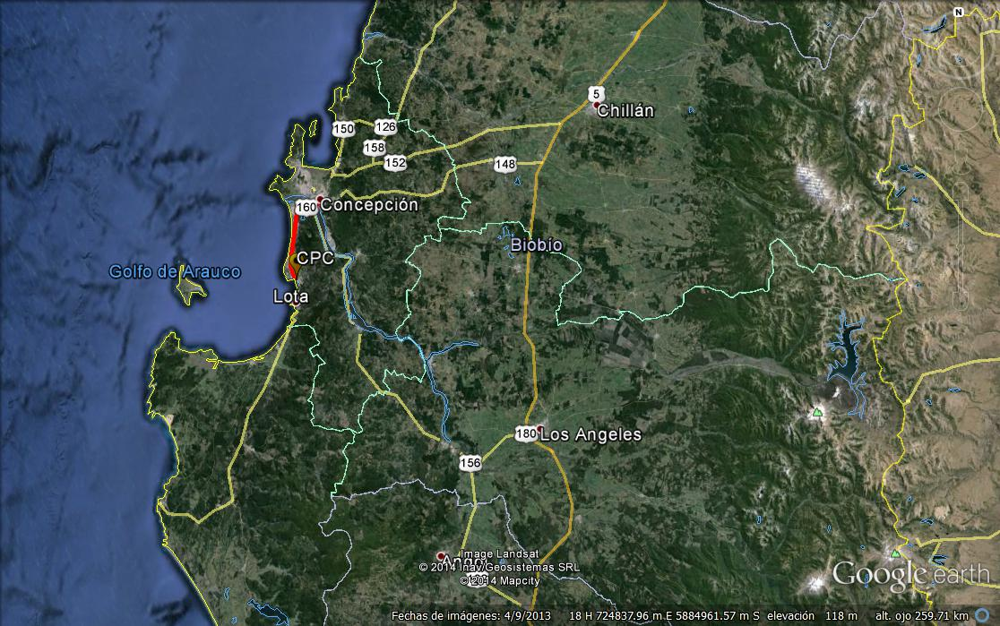 N
5
Chillán
150
126
158
152
148
160
Concepción
Biobío
CPC
Golfo de Arauco
Lota
180
Los Angeles
156
Image Landsat
© 2014 Inav/Geosistemas SRL
© 2014 Mapcity
Google earth
Fechas de imágenes: 4/9/2013 18 H 724837.96 m E 5884961.57 m S elevación 118 m alt. ojo 259.71 km